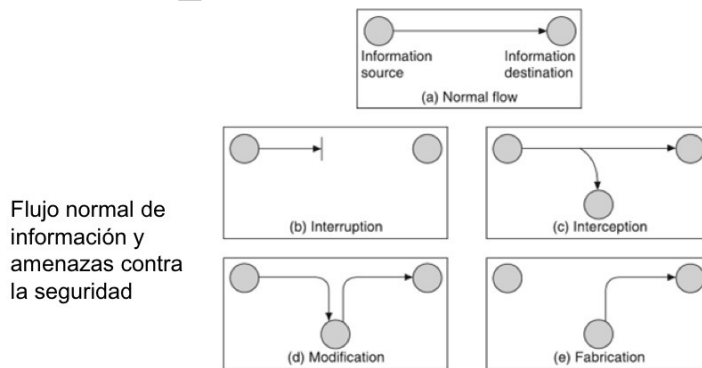 Information
source
Information
destination
(a) Normal flow
(b) Interruption
(c) Interception
Flujo normal de
información y
amenazas contra
la seguridad
(d) Modification
(e) Fabrication